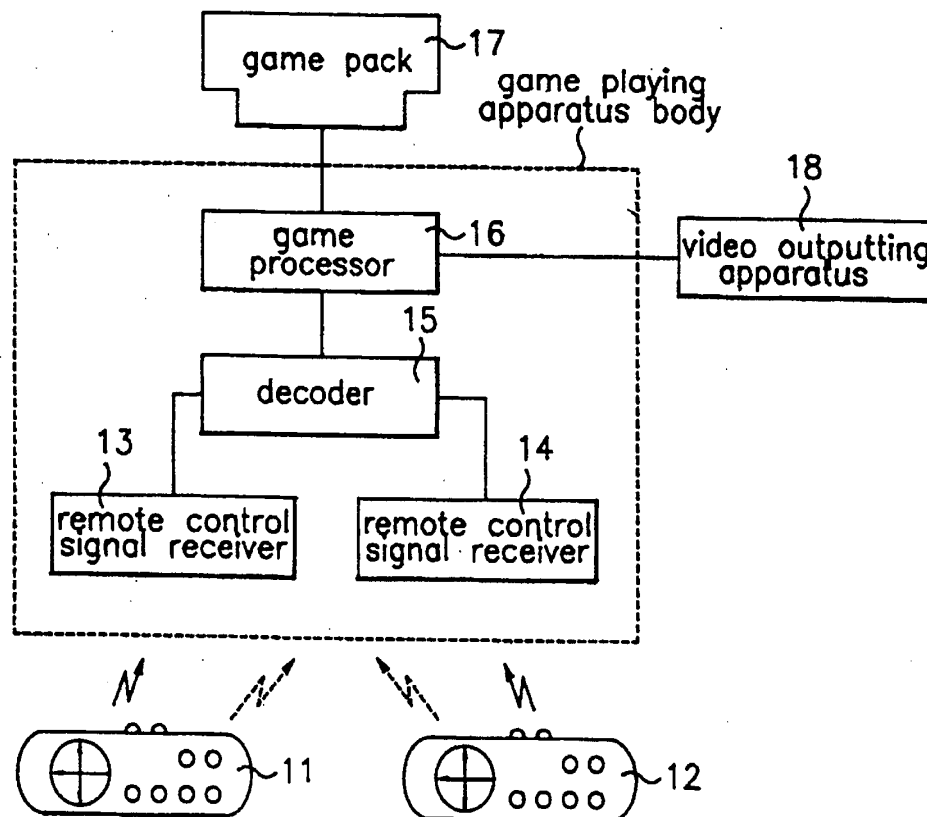 game pack
17
game playing
apparatus body
18
video outputting
apparatus
16
game
processor
15
decoder
13
14
remote control
signal receiver
remote control
signal receiver
11
12